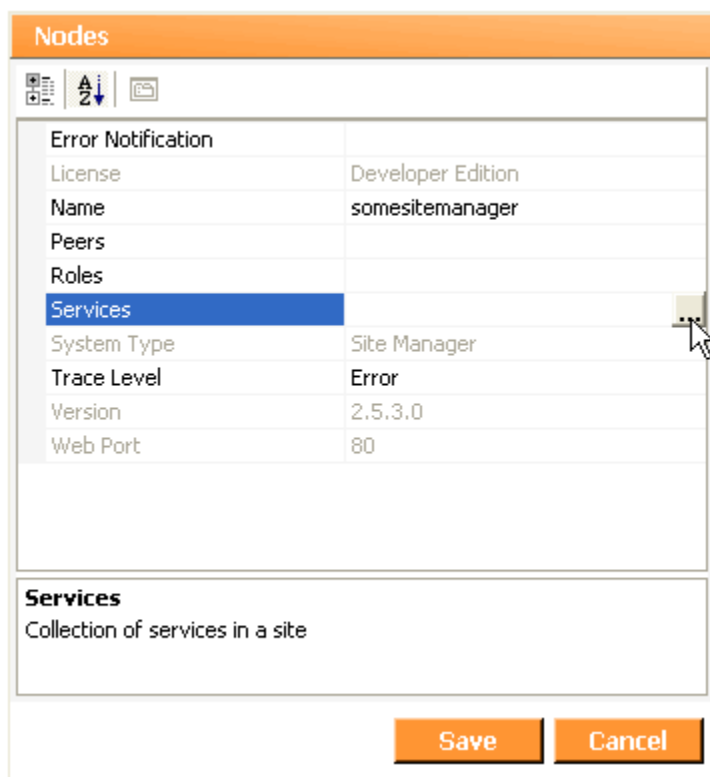 Nodes
Error Notification
License Developer Edition
Name somesitemanager
Peers
Roles
Services ...
System Type Site Manager
Trace Level Error
Version 2.5.3.0
Web Port 80
Services
Collection of services in a site
Save Cancel